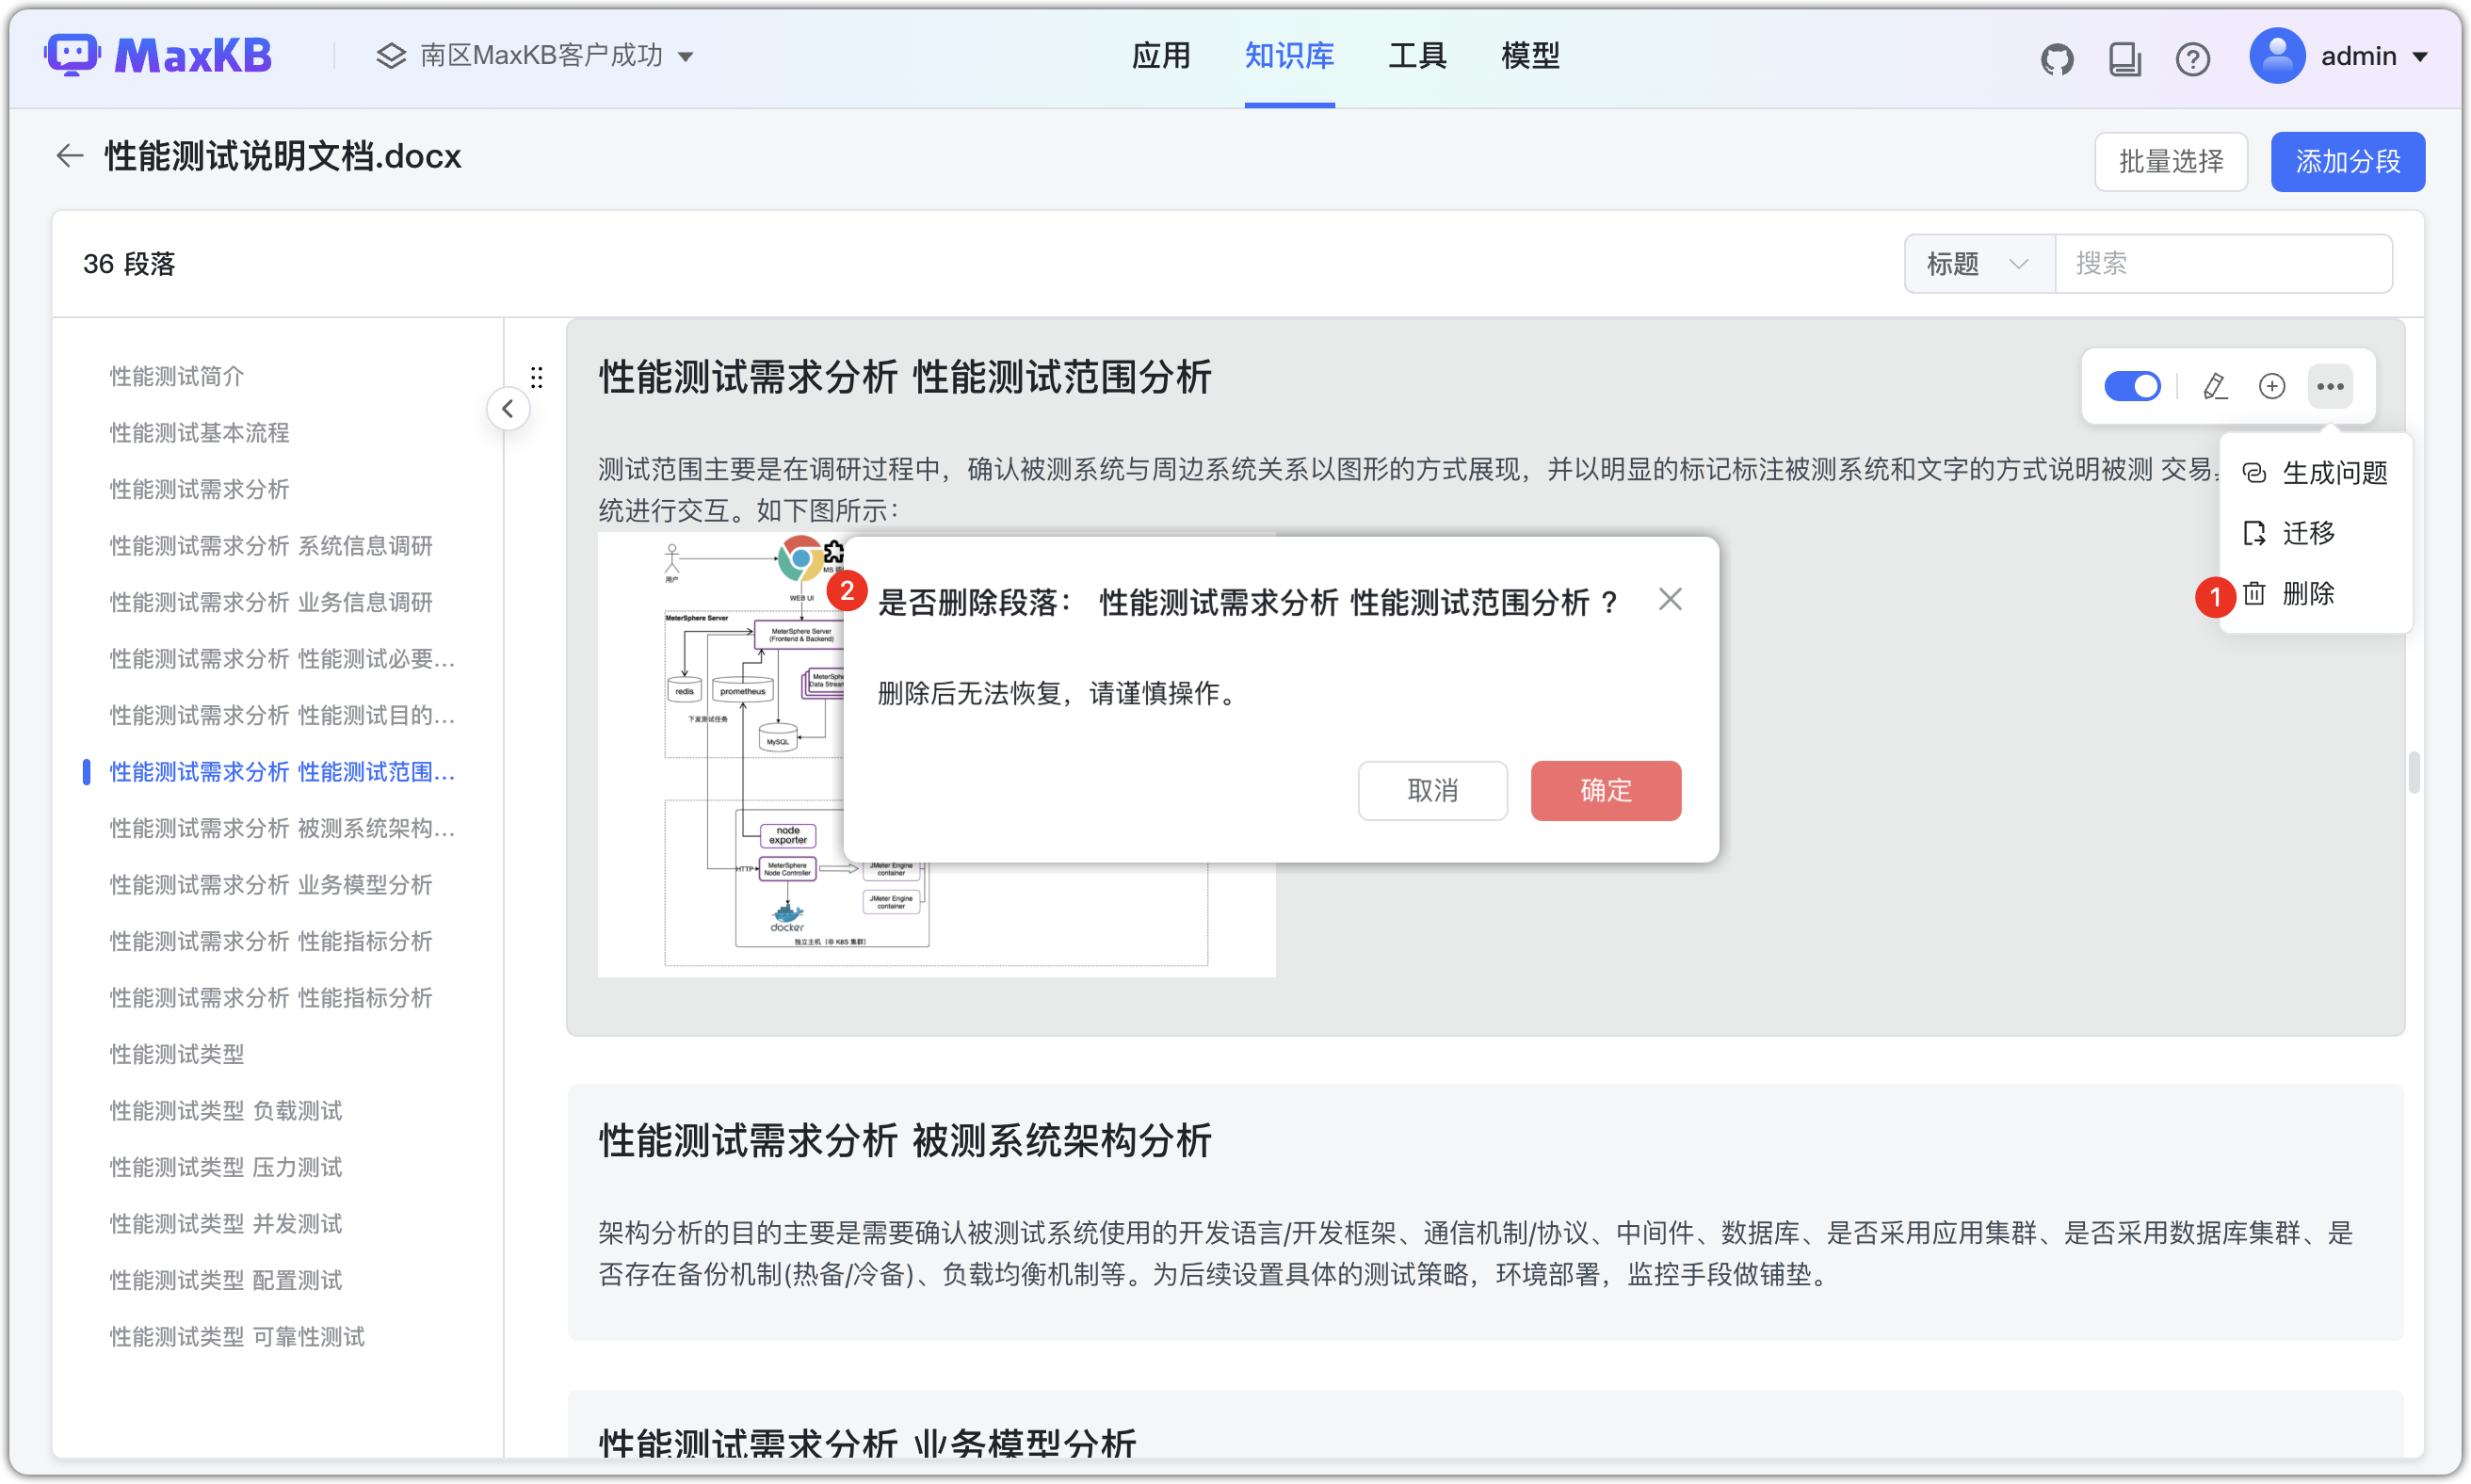 MaxKB
南区MaxKB客户成功
应用 知识库 工具 模型
admin
性能测试说明文档.docx
批量选择 添加分段
36 段落
标题 搜索
性能测试简介
性能测试基本流程
性能测试需求分析
性能测试需求分析 系统信息调研
性能测试需求分析 业务信息调研
性能测试需求分析 性能测试必要…
性能测试需求分析 性能测试目的…
性能测试需求分析 性能测试范围…
性能测试需求分析 被测系统架构…
性能测试需求分析 业务模型分析
性能测试需求分析 性能指标分析
性能测试需求分析 性能指标分析
性能测试类型
性能测试类型 负载测试
性能测试类型 压力测试
性能测试类型 并发测试
性能测试类型 配置测试
性能测试类型 可靠性测试
性能测试需求分析 性能测试范围分析
测试范围主要是在调研过程中，确认被测系统与周边系统关系以图形的方式展现，并以明显的标记标注被测系统和文字的方式说明被测 交易
统进行交互。如下图所示：
生成问题
迁移
1 删除
用户
MS
WEB UI
MeterSphere Server
MeterSphere Server
(Frontend & Backend)
redis
prometheus
MeterSphe
Data Strea
下发测试任务
MySQL
node
exporter
HTTP
MeterSphere
Node Controller
JMeter Engine
container
JMeter Engine
container
docker
独立主机（非 K8S 集群）
2 是否删除段落： 性能测试需求分析 性能测试范围分析 ?
删除后无法恢复，请谨慎操作。
取消 确定
性能测试需求分析 被测系统架构分析
架构分析的目的主要是需要确认被测试系统使用的开发语言/开发框架、通信机制/协议、中间件、数据库、是否采用应用集群、是否采用数据库集群、是
否存在备份机制(热备/冷备)、负载均衡机制等。为后续设置具体的测试策略，环境部署，监控手段做铺垫。
性能测试需求分析 业务模型分析